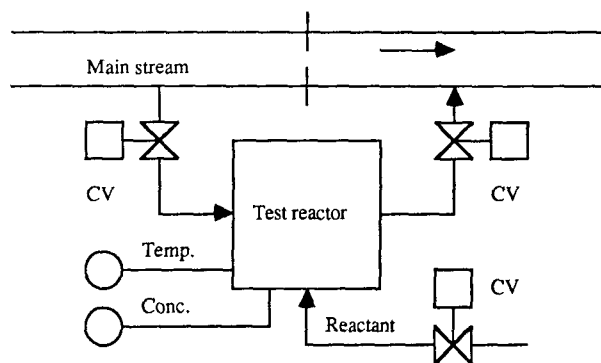 Main stream
CV
CV
Test reactor
Temp.
CV
Conc.
Reactant